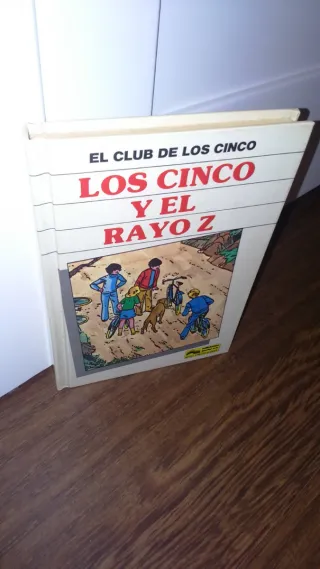 EL CLUB DE LOS CINCO
LOS CINCO
Y EL
RAYO Z